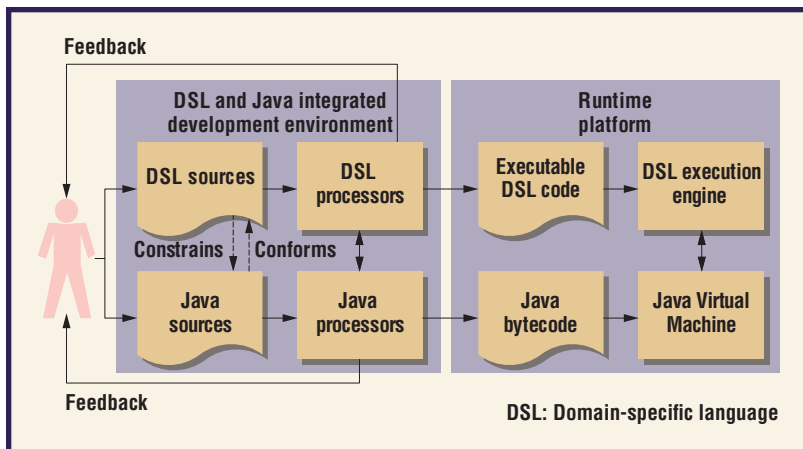 Feedback
DSL and Java integrated
development environment
Runtime
platform
DSL sources
DSL
processors
Executable
DSL code
DSL execution
engine
Constrains
Conforms
Java
sources
Java
processors
Java
bytecode
Java Virtual
Machine
Feedback
DSL: Domain-specific language